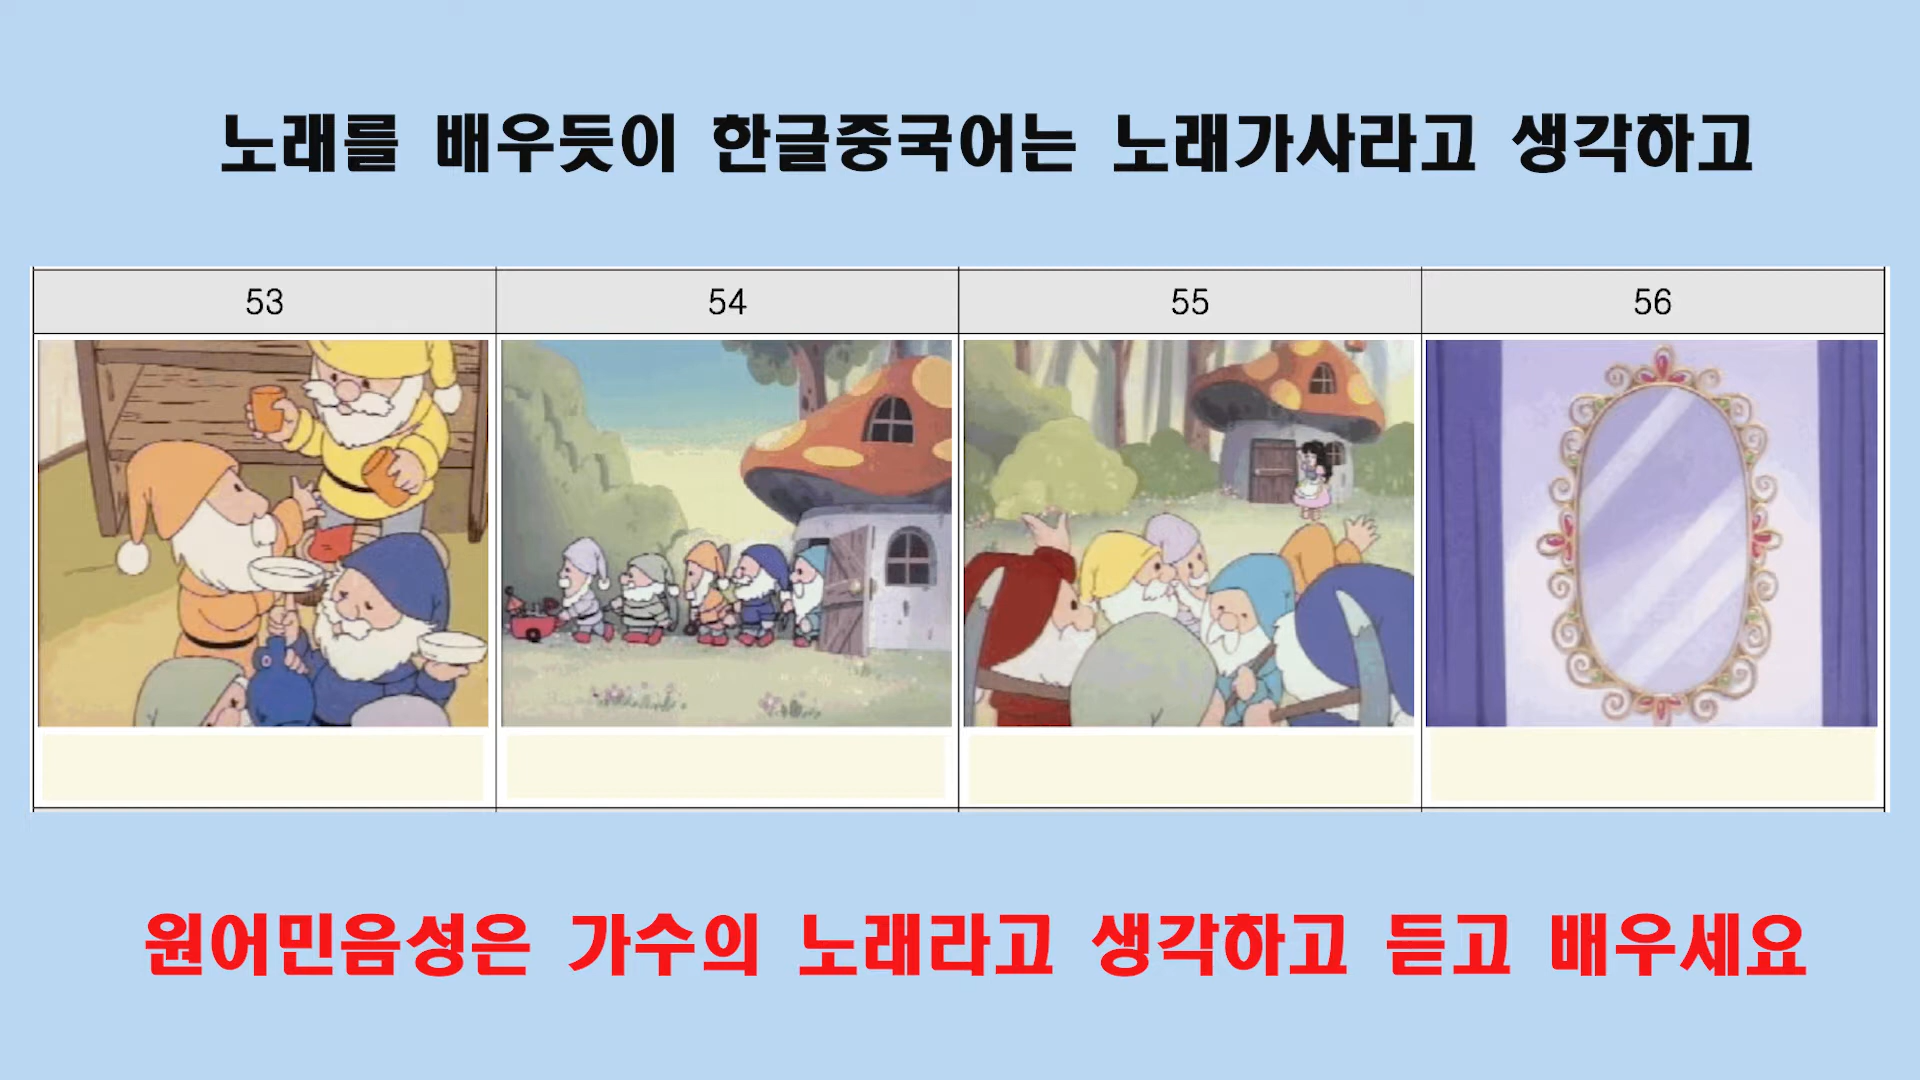 노래를 배우듯이 한글중국어는 노래가사라고 생각하고
53 54 55 56
원어민음성은 가수의 노래라고 생각하고 듣고 배우세요